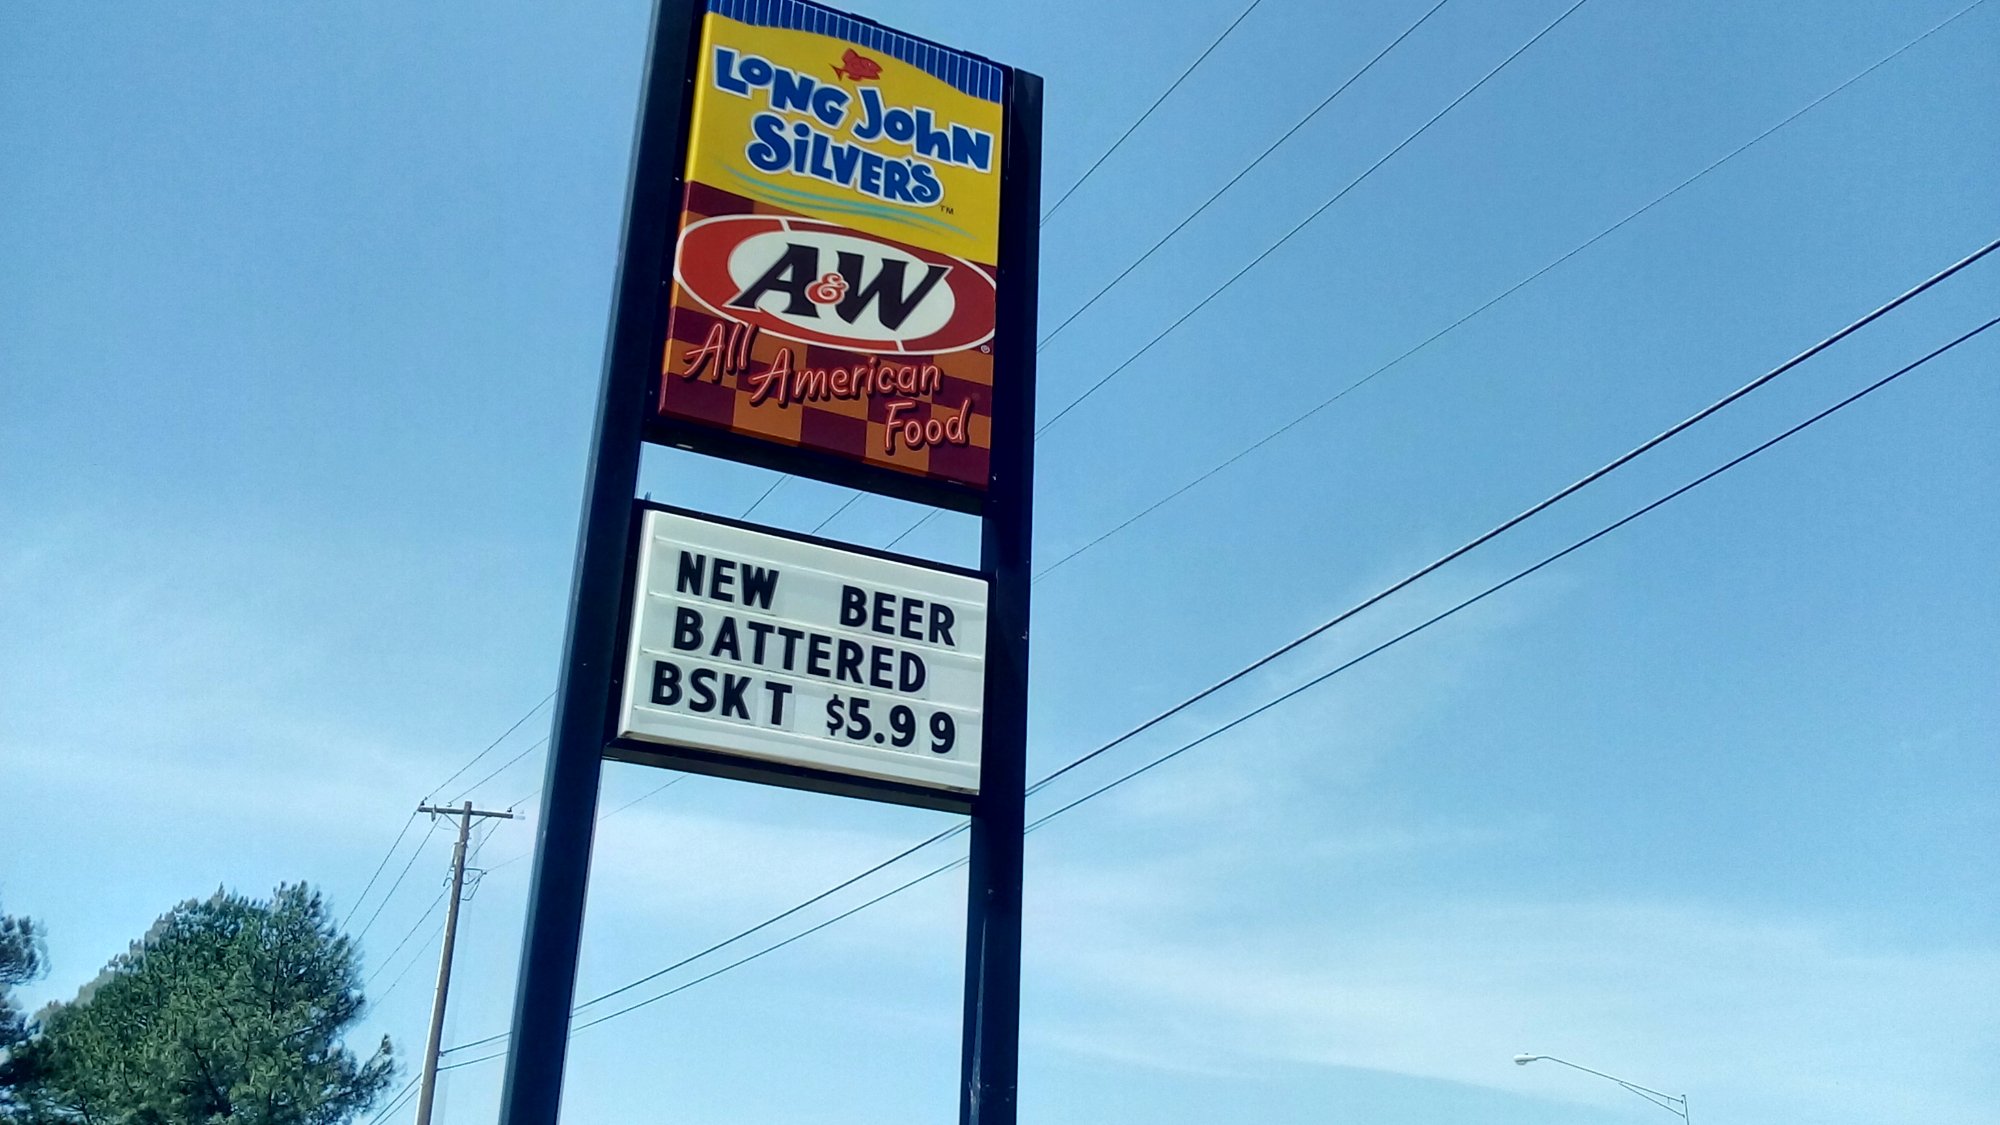 LONG JOHN
SILVER'S
TM
A&W
®
All
American
Food
NEW BEER
BATTERED
BSKT $5.99